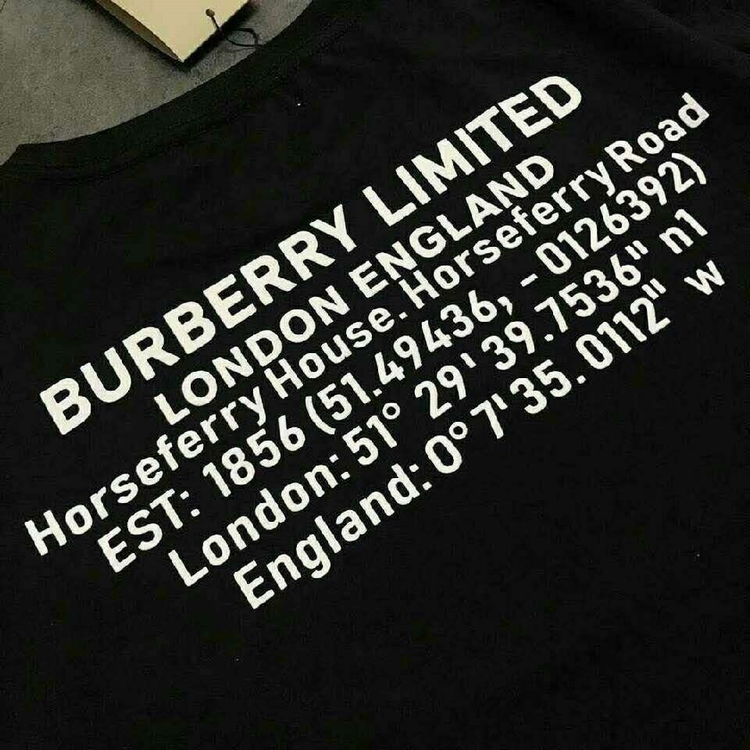 BURBERRY LIMITED
LONDON ENGLAND
Horseferry House. Horseferry Road
EST: 1856 (51.49436, - 0126392)
London: 51° 29' 39.7536" n1
England: 0° 7' 35. 0112" w